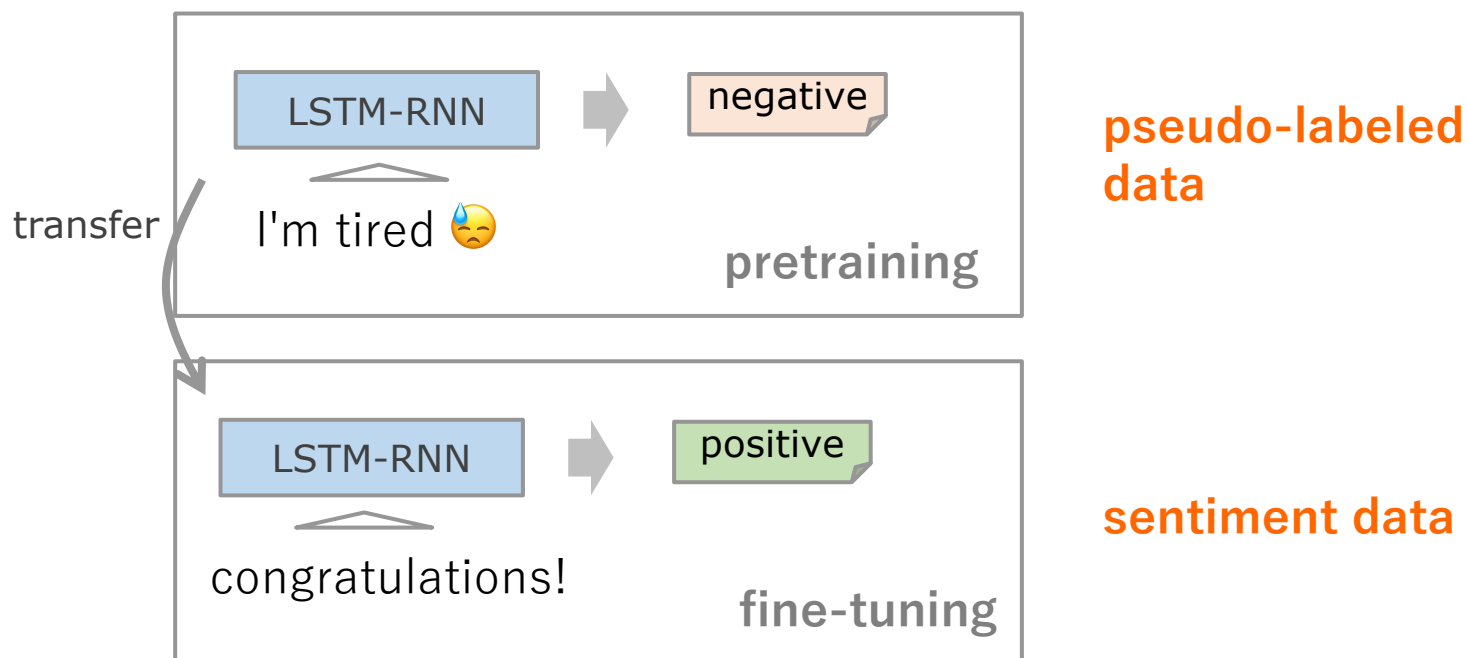 LSTM-RNN
negative
pseudo-labeled
data
transfer
I'm tired 😓
pretraining
LSTM-RNN
positive
sentiment data
congratulations!
fine-tuning